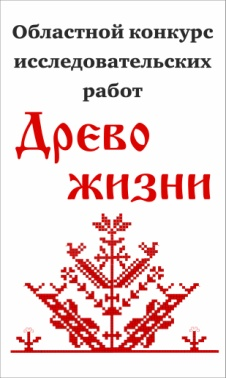 Областной конкурс
исследовательских
работ
Древо
жизни